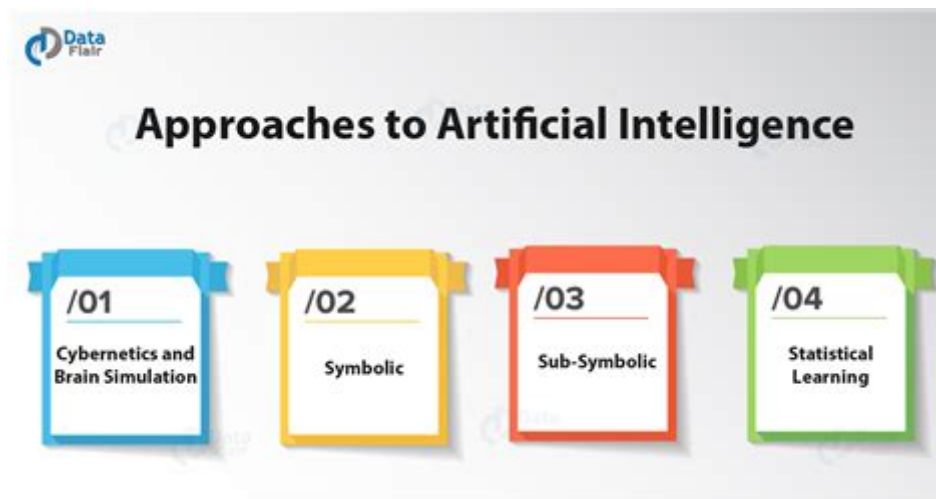 Data
Flair
Approaches to Artificial Intelligence
/01
Cybernetics and
Brain Simulation
/02
Symbolic
/03
Sub-Symbolic
/04
Statistical
Learning